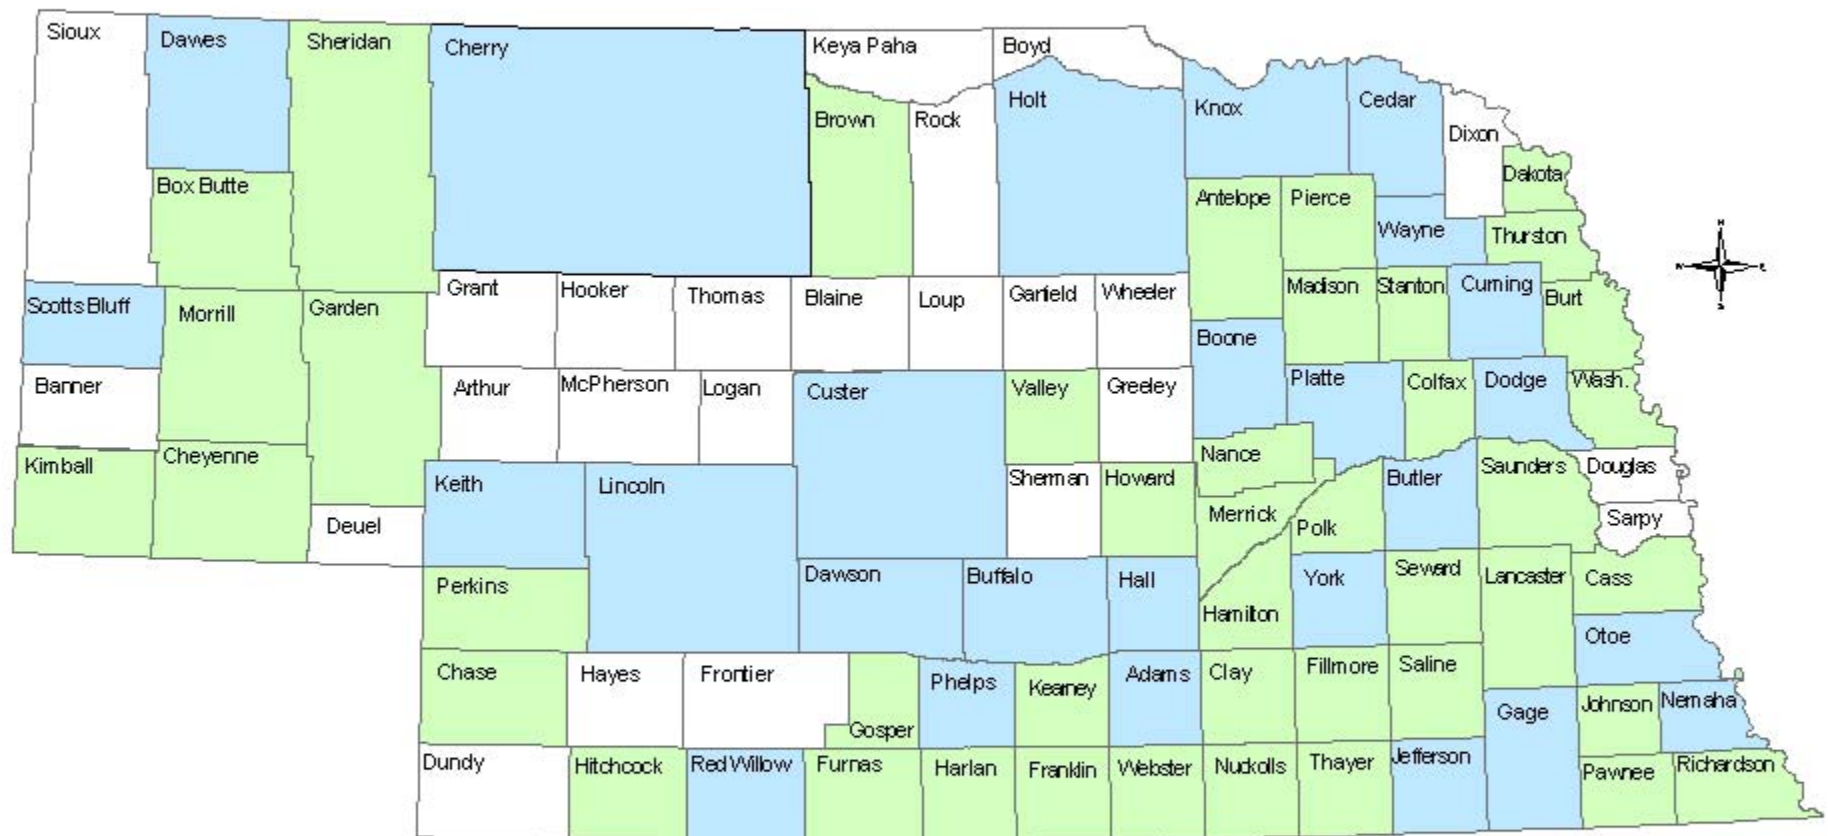 Sioux
Dawes
Sheridan
Cherry
Keya Paha
Boyd
Holt
Knox
Cedar
Dixon
Brown
Rock
Dakota
Box Butte
Antelope
Pierce
Wayne
Thurston
Scotts Bluff
Morrill
Garden
Grant
Hooker
Thomas
Blaine
Loup
Garfield
Wheeler
Madison
Stanton
Cuming
Burt
Boone
Banner
Arthur
McPherson
Logan
Custer
Valley
Greeley
Platte
Colfax
Dodge
Wash.
Kimball
Cheyenne
Nance
Keith
Lincoln
Sherman
Howard
Butler
Saunders
Douglas
Deuel
Merrick
Polk
Sarpy
Perkins
Dawson
Buffalo
Hall
Hamilton
York
Seward
Lancaster
Cass
Otoe
Chase
Hayes
Frontier
Gosper
Phelps
Kearney
Adams
Clay
Fillmore
Saline
Gage
Johnson
Nemaha
Dundy
Hitchcock
Red Willow
Furnas
Harlan
Franklin
Webster
Nuckolls
Thayer
Jefferson
Pawnee
Richardson